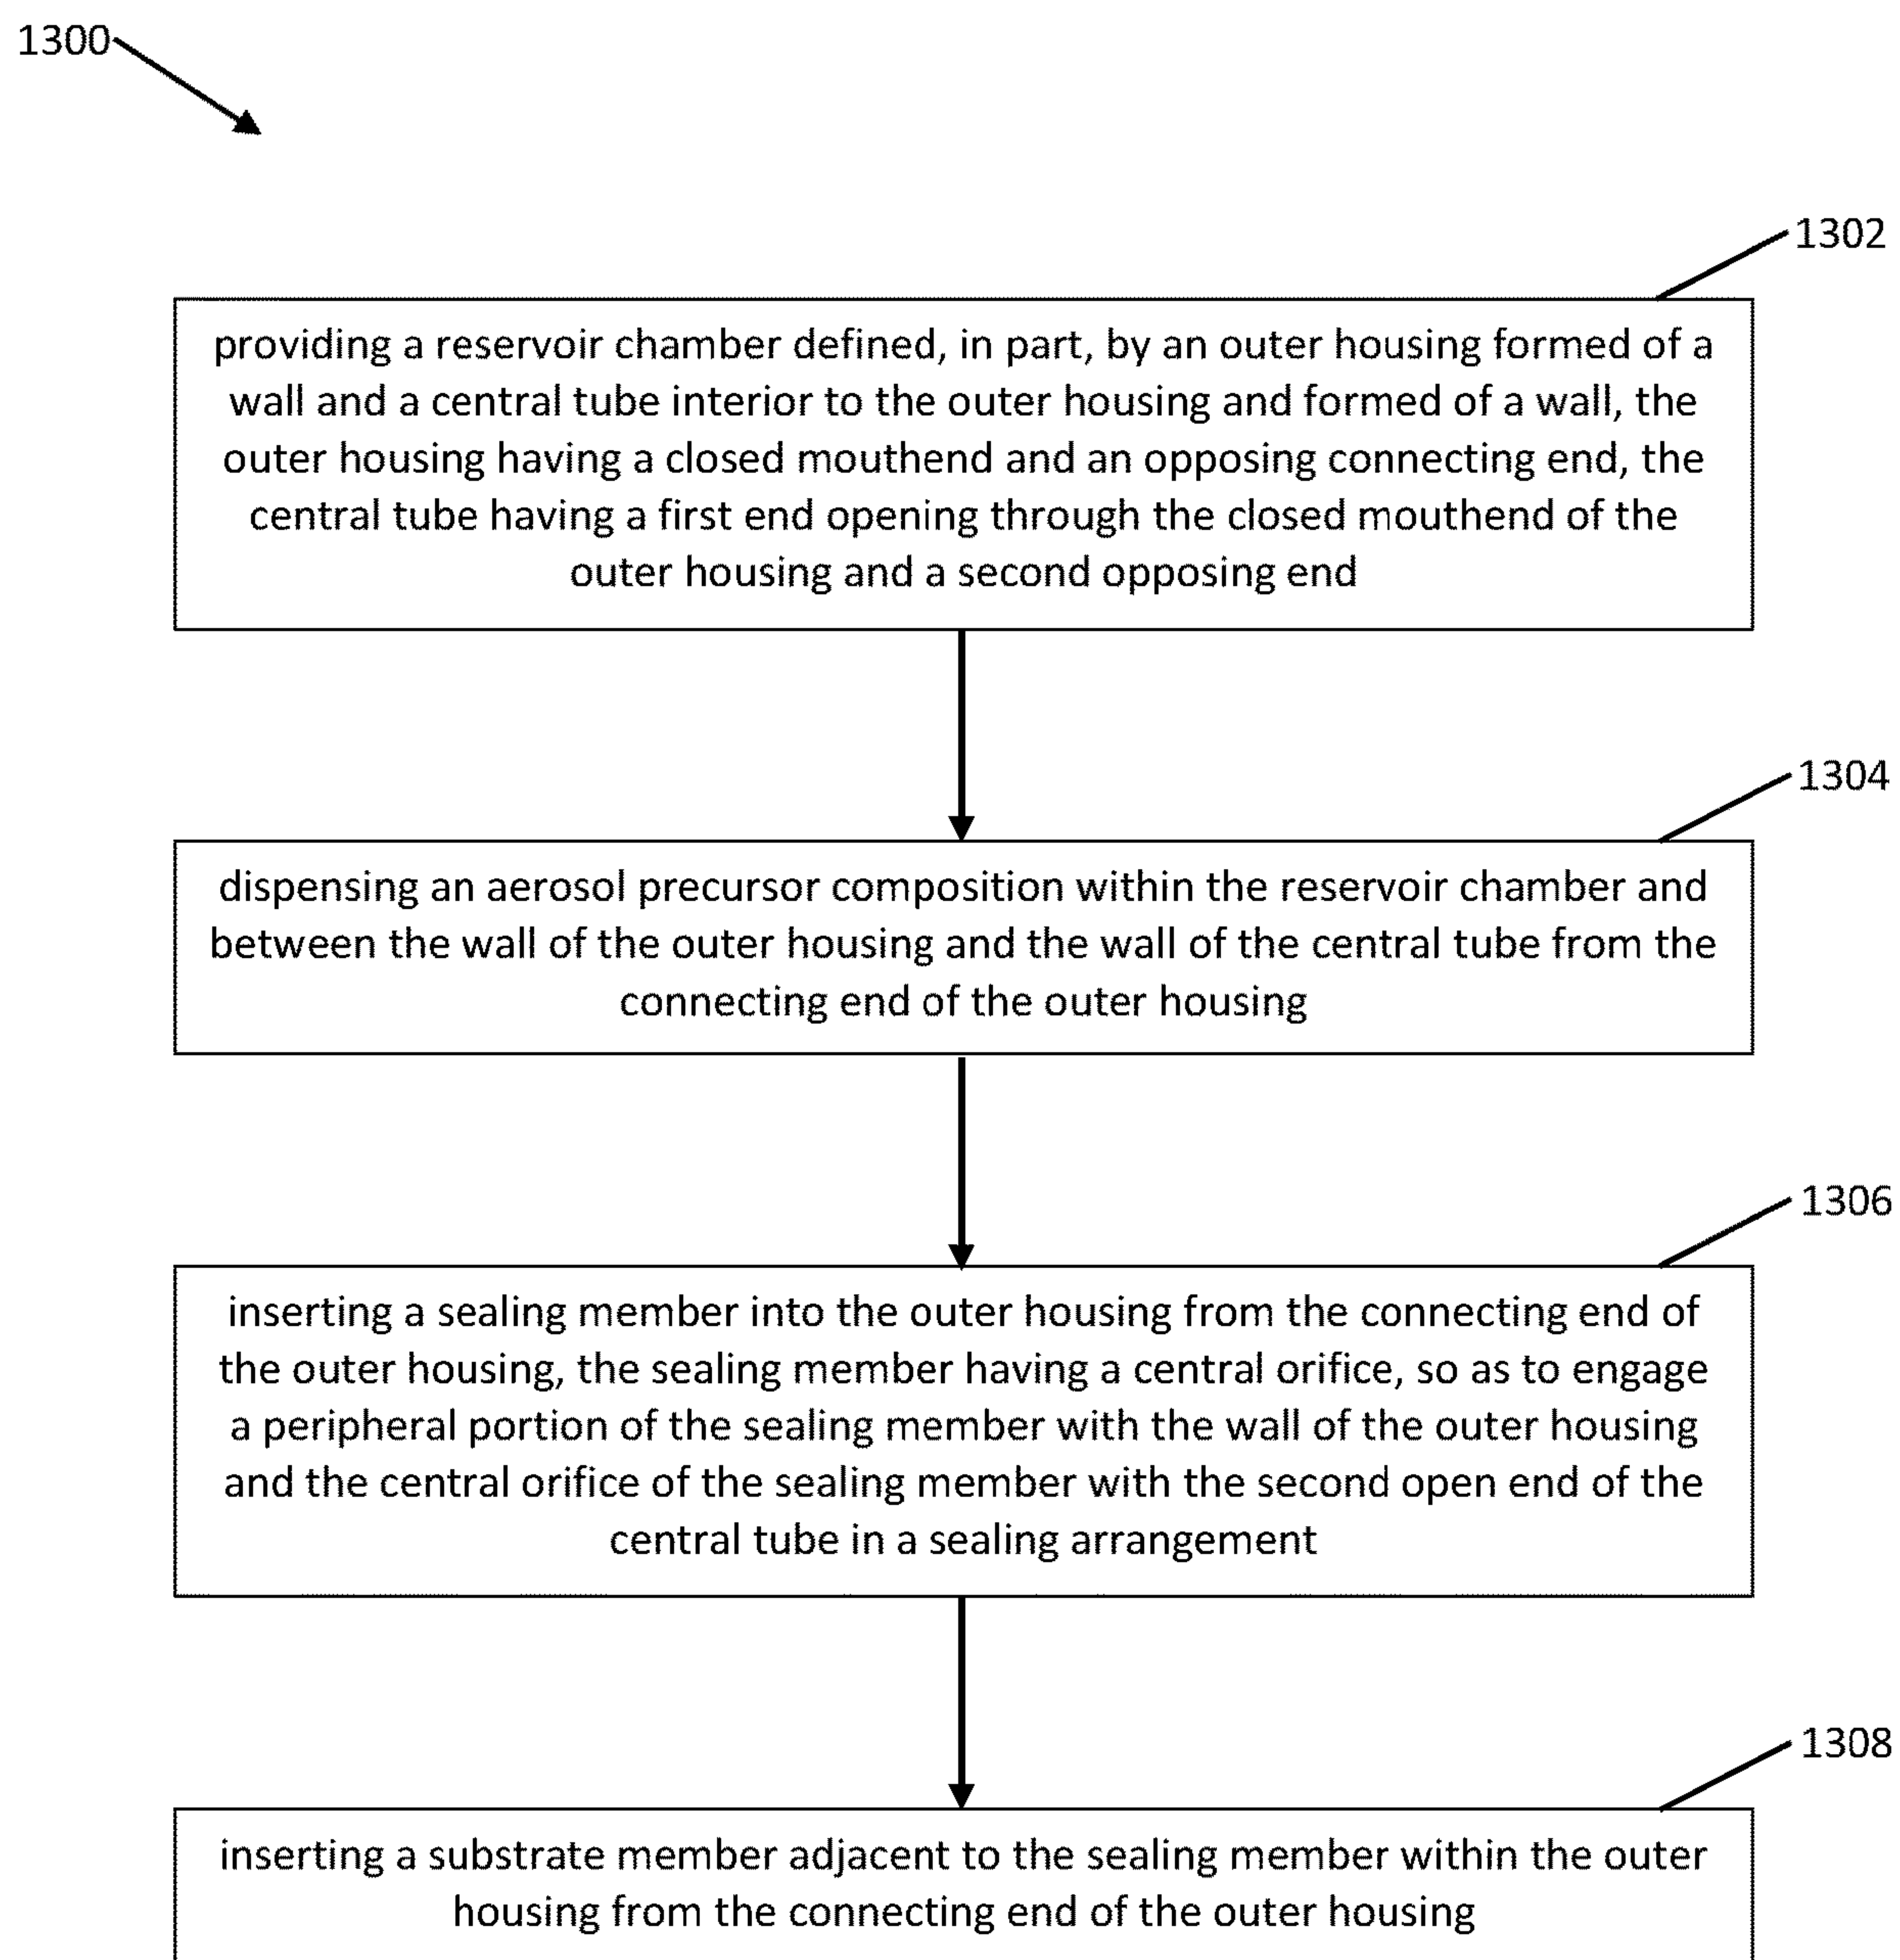 1300
1302
providing a reservoir chamber defined, in part, by an outer housing formed of a
wall and a central tube interior to the outer housing and formed of a wall, the
outer housing having a closed mouthend and an opposing connecting end, the
central tube having a first end opening through the closed mouthend of the
outer housing and a second opposing end
1304
dispensing an aerosol precursor composition within the reservoir chamber and
between the wall of the outer housing and the wall of the central tube from the
connecting end of the outer housing
1306
inserting a sealing member into the outer housing from the connecting end of
the outer housing, the sealing member having a central orifice, so as to engage
a peripheral portion of the sealing member with the wall of the outer housing
and the central orifice of the sealing member with the second open end of the
central tube in a sealing arrangement
1308
inserting a substrate member adjacent to the sealing member within the outer
housing from the connecting end of the outer housing